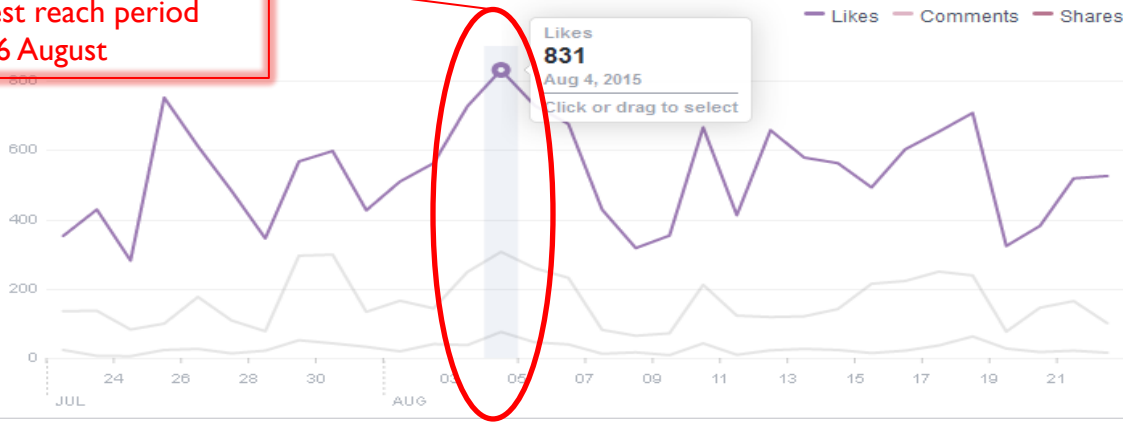 est reach period
6 August
Likes Comments Shares
Likes
831
Aug 4, 2015
Click or drag to select
800
600
400
200
0
24 26 28 30 03 05 07 09 11 13 15 17 19 21
JUL AUG